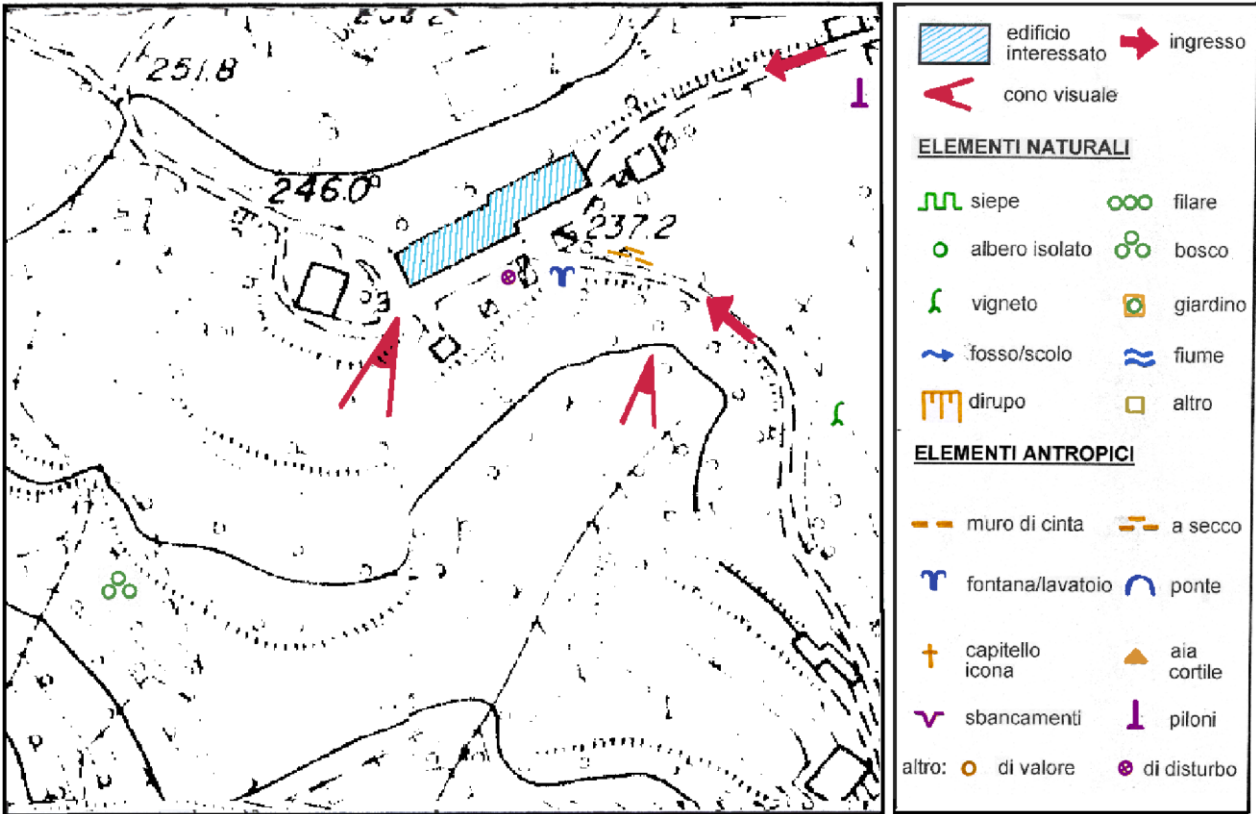 251.8
246.0
237.2
edificio
interessato
ingresso
cono visuale
ELEMENTI NATURALI
siepe
filare
albero isolato
bosco
vigneto
giardino
fosso/scolo
fiume
dirupo
altro
ELEMENTI ANTROPICI
muro di cinta
a secco
fontana/lavatoio
ponte
capitello
icona
aia
cortile
sbancamenti
piloni
altro:
di valore
di disturbo